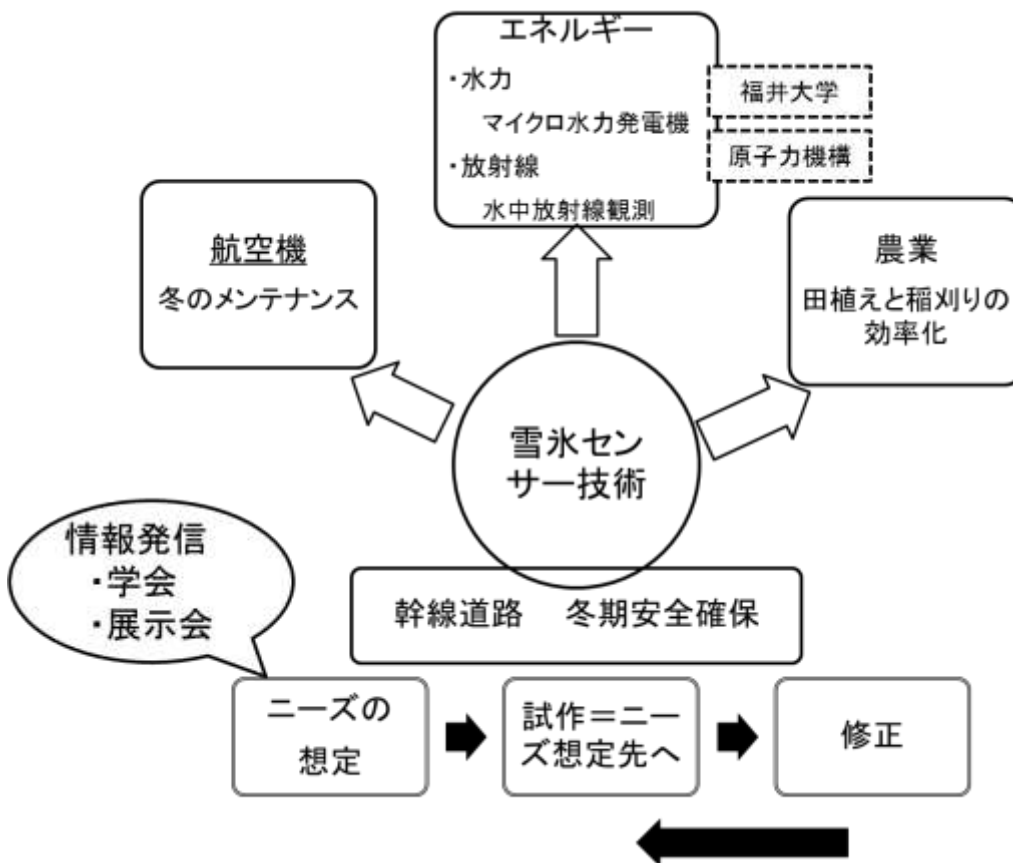 エネルギー
・水力
マイクロ水力発電機
・放射線
水中放射線観測
福井大学
原子力機構
航空機
冬のメンテナンス
農業
田植えと稲刈りの
効率化
雪氷セン
サー技術
情報発信
・学会
・展示会
幹線道路　冬期安全確保
ニーズの
想定
試作＝ニー
ズ想定先へ
修正